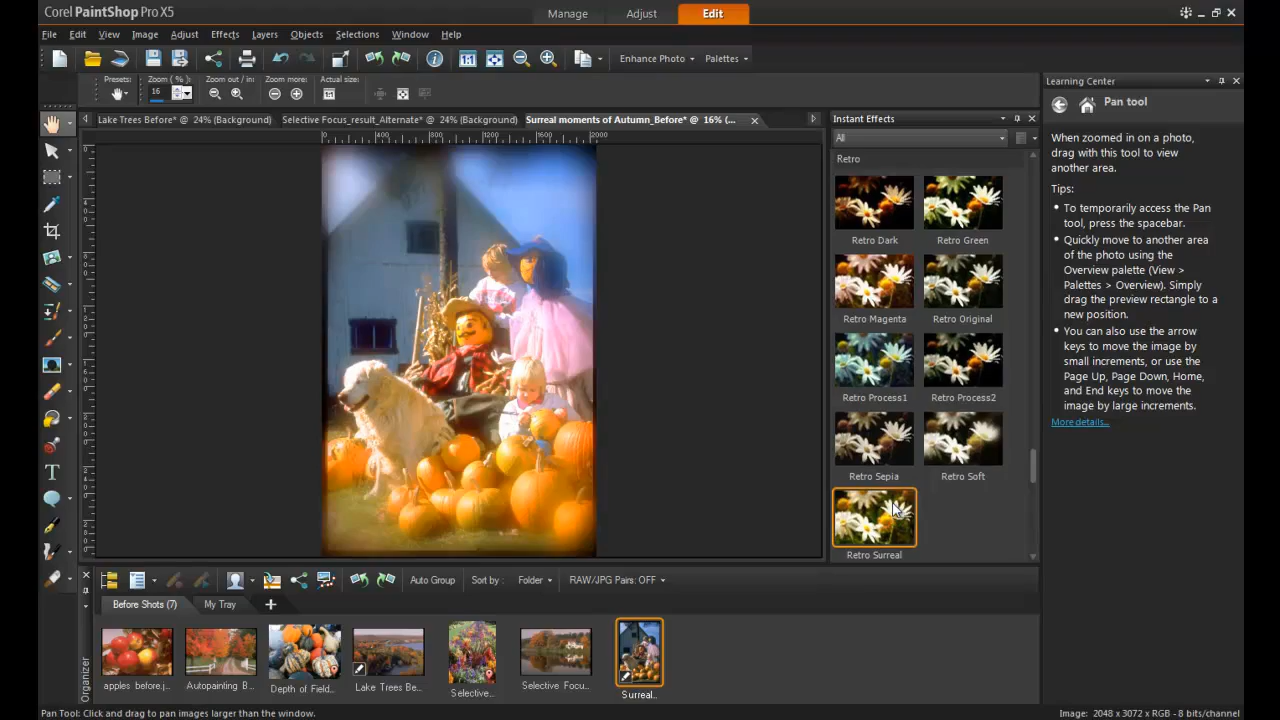 Corel PaintShop Pro X5
Manage
Adjust
Edit
File Edit View Image Adjust Effects Layers Objects Selections Window Help
Enhance Photo
Palettes
Presets:
Zoom ( % )
16
Zoom out / in:
Zoom more:
Actual size:
Lake Trees Before* @ 24% (Background)
Selective Focus_result_Alternate* @ 24% (Background)
Surreal moments of Autumn_Before* @ 16% (...
Instant Effects
All
Retro
Retro Dark
Retro Green
Retro Magenta
Retro Original
Retro Process1
Retro Process2
Retro Sepia
Retro Soft
Retro Surreal
Learning Center
Pan tool
When zoomed in on a photo,
drag with this tool to view
another area.
Tips:
To temporarily access the Pan
tool, press the spacebar.
Quickly move to another area
of the photo using the
Overview palette (View >
Palettes > Overview). Simply
drag the preview rectangle to a
new position.
You can also use the arrow
keys to move the image by
small increments, or use the
Page Up, Page Down, Home,
and End keys to move the
image by large increments.
More details...
Auto Group
Sort by :
Folder
RAW/JPG Pairs: OFF
Before Shots (7)
My Tray
Organizer
apples before.j...
Autopainting B...
Depth of Field...
Lake Trees Be...
Selective...
Selective Focu...
Surreal...
Pan Tool: Click and drag to pan images larger than the window.
Image: 2048 x 3072 x RGB - 8 bits/channel